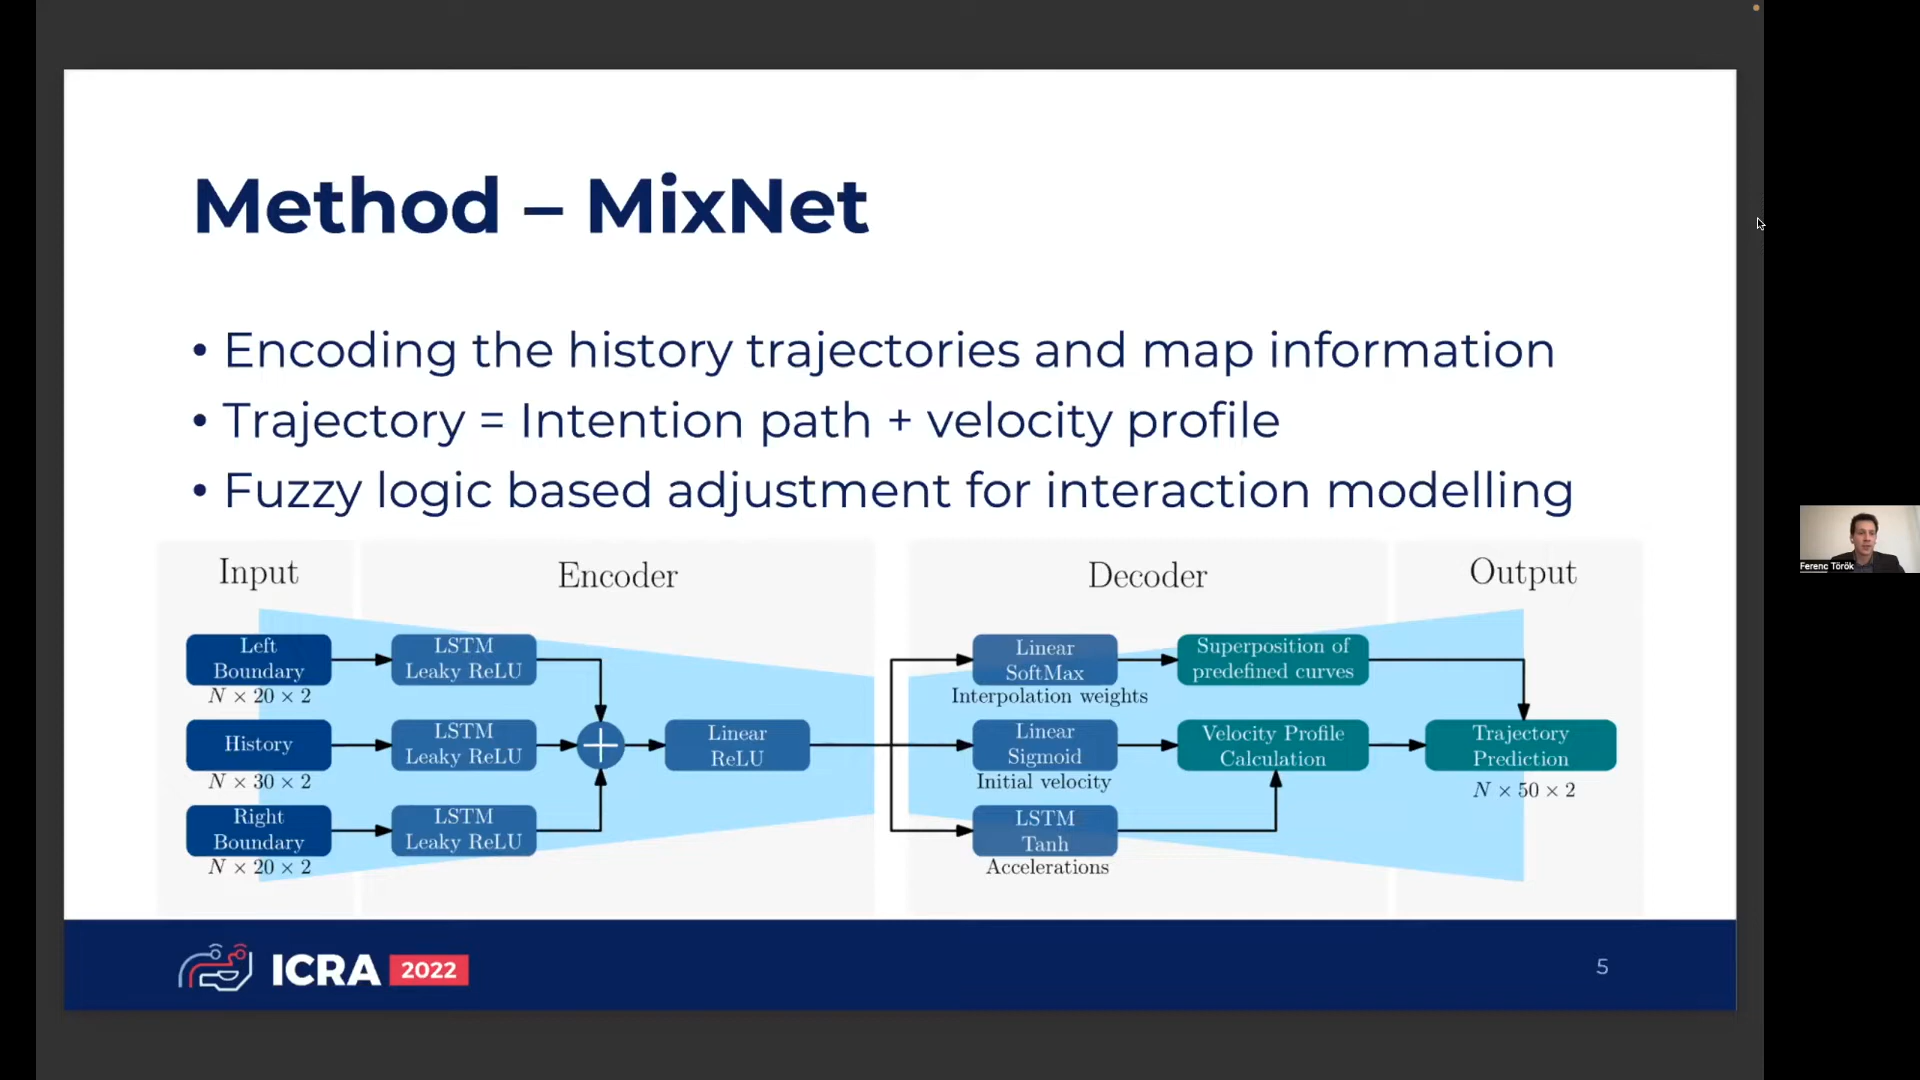 Method – MixNet
• Encoding the history trajectories and map information
• Trajectory = Intention path + velocity profile
• Fuzzy logic based adjustment for interaction modelling
Input
Encoder
Decoder
Output
Left
Boundary
N × 20 × 2
History
N × 30 × 2
Right
Boundary
N × 20 × 2
LSTM
Leaky ReLU
LSTM
Leaky ReLU
LSTM
Leaky ReLU
Linear
ReLU
Linear
SoftMax
Interpolation weights
Linear
Sigmoid
Initial velocity
LSTM
Tanh
Accelerations
Superposition of
predefined curves
Velocity Profile
Calculation
Trajectory
Prediction
N × 50 × 2
ICRA 2022
5
Ferenc Török